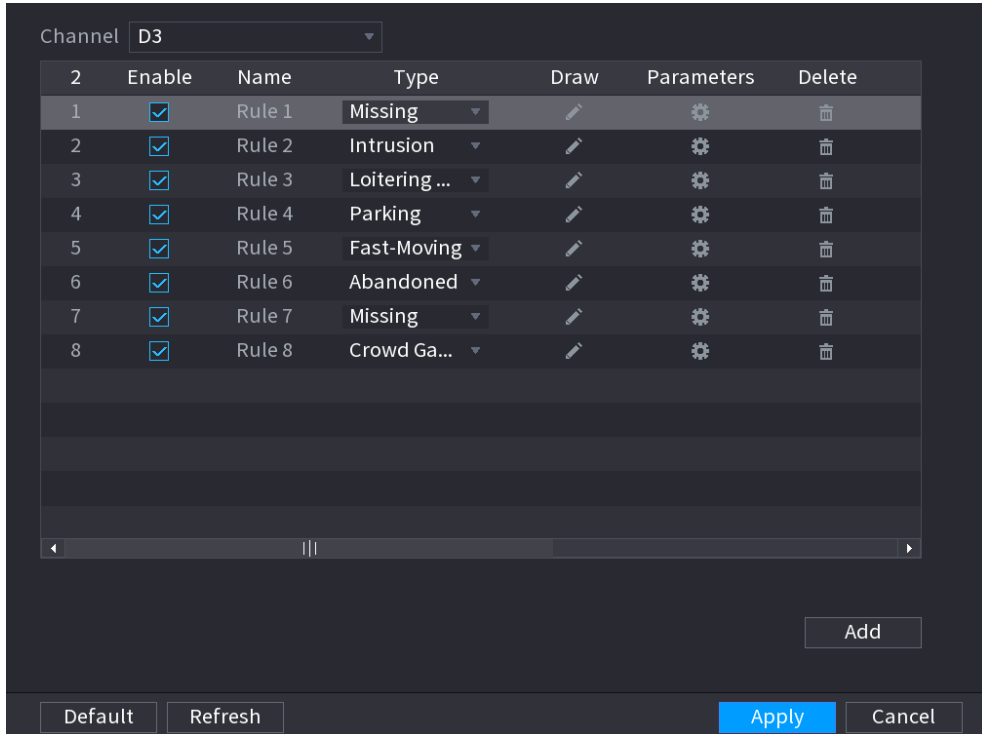 Channel D3
2 Enable Name Type Draw Parameters Delete
1 Rule 1 Missing
2 Rule 2 Intrusion
3 Rule 3 Loitering ...
4 Rule 4 Parking
5 Rule 5 Fast-Moving
6 Rule 6 Abandoned
7 Rule 7 Missing
8 Rule 8 Crowd Ga...
Add
Default Refresh Apply Cancel